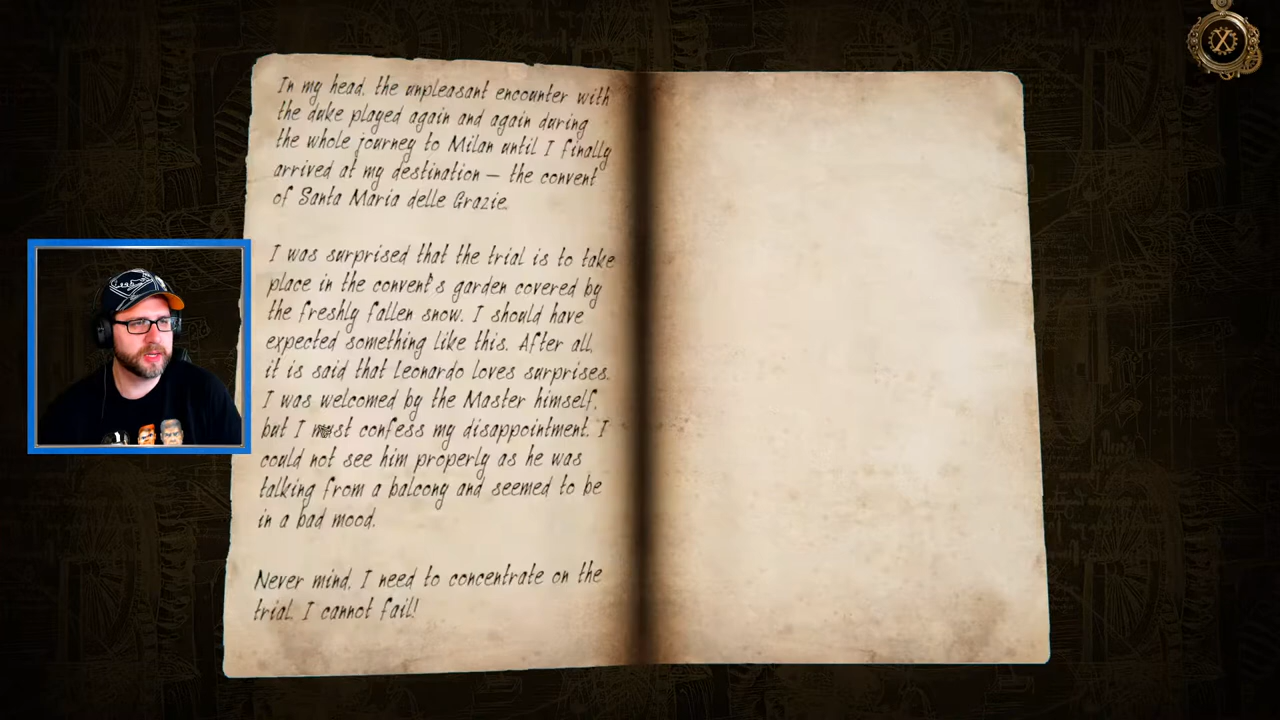 In my head, the unpleasant encounter with
the duke played again and again during
the whole journey to Milan until I finally
arrived at my destination – the convent
of Santa Maria delle Grazie.
I was surprised that the trial is to take
place in the convent's garden covered by
the freshly fallen snow. I should have
expected something like this. After all,
it is said that Leonardo loves surprises.
I was welcomed by the Master himself,
but I must confess my disappointment. I
could not see him properly as he was
talking from a balcony and seemed to be
in a bad mood.
Never mind, I need to concentrate on the
trial. I cannot fail!